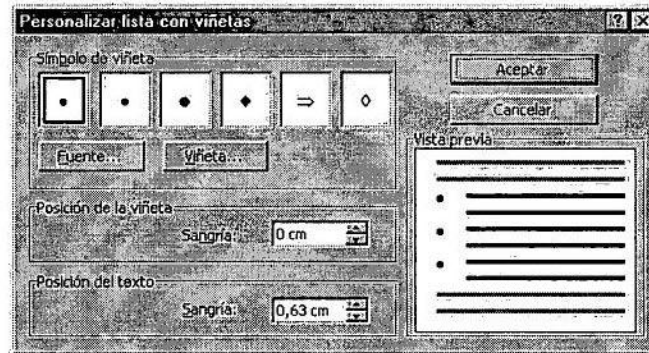 Personalizar lista con viñetas
Símbolo de viñeta
Aceptar
Cancelar
Fuente...
Viñeta...
Vista previa
Posición de la viñeta
Sangría:
0 cm
Posición del texto
Sangría:
0,63 cm